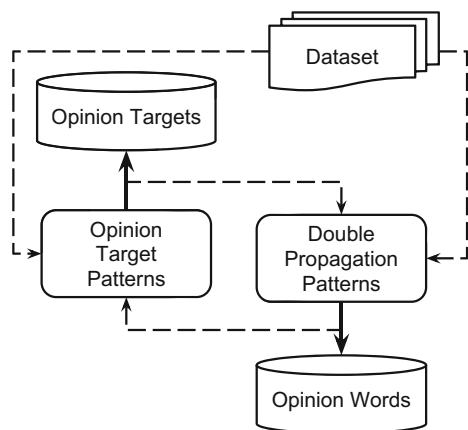 Dataset
Opinion Targets
Opinion
Target
Patterns
Double
Propagation
Patterns
Opinion Words